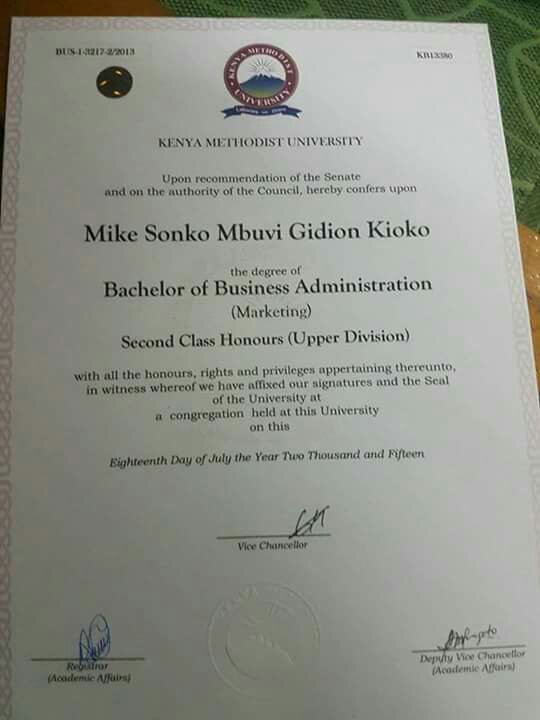 BUS-1-3217-2/2013
KB13380
KENYA METHODIST
UNIVERSITY
KENYA METHODIST UNIVERSITY
Upon recommendation of the Senate
and on the authority of the Council, hereby confers upon
Mike Sonko Mbuvi Gidion Kioko
the degree of
Bachelor of Business Administration
(Marketing)
Second Class Honours (Upper Division)
with all the honours, rights and privileges appertaining thereunto,
in witness whereof we have affixed our signatures and the Seal
of the University at
a congregation held at this University
on this
Eighteenth Day of July the Year Two Thousand and Fifteen
Vice Chancellor
Registrar
(Academic Affairs)
Deputy Vice Chancellor
(Academic Affairs)